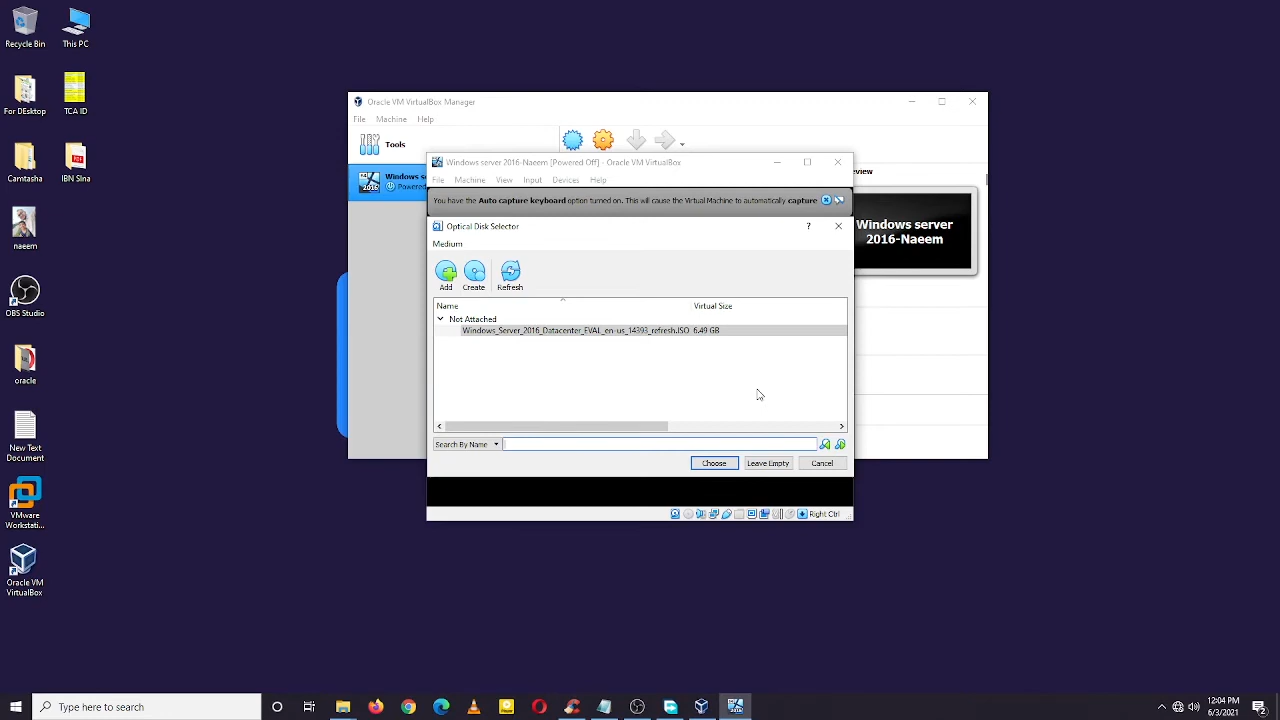 Recycle Bin
This PC
For DEsktop
TCA ID
Farmatasha
IBN Sina
naeem
OBS Studio
oracle
New Text
Document
VMware
Workstati...
Oracle VM
VirtualBox
Oracle VM VirtualBox Manager
File Machine Help
Tools
Windows se
Powered
view
Windows server
2016-Naeem
Windows server 2016-Naeem [Powered Off] - Oracle VM VirtualBox
File Machine View Input Devices Help
You have the Auto capture keyboard option turned on. This will cause the Virtual Machine to automatically capture
Optical Disk Selector
Medium
Add Create Refresh
Name Virtual Size
Not Attached
Windows_Server_2016_Datacenter_EVAL_en-us_14393_refresh.ISO 6.49 GB
Search By Name
Choose Leave Empty Cancel
Right Ctrl
Type here to search
12:04 PM
6/3/2021